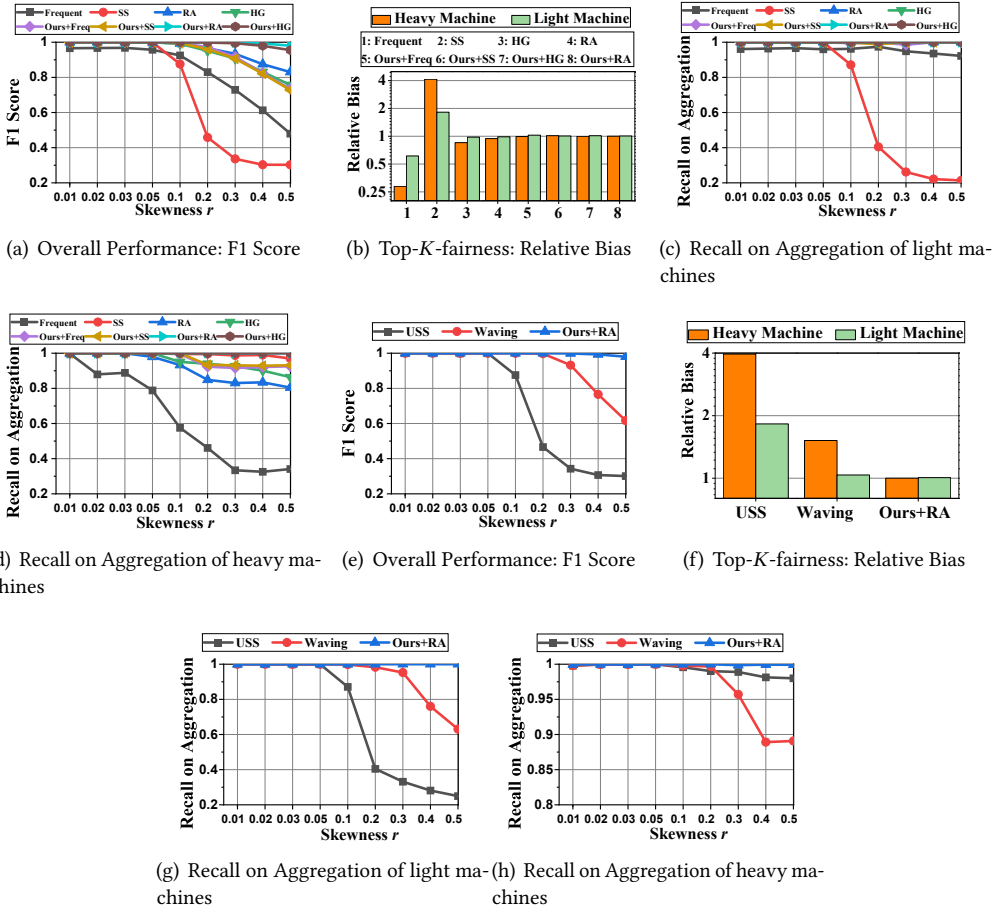 Frequent SS RA HG
Ours+Freq Ours+SS Ours+RA Ours+HG
F1 Score
1
0.8
0.6
0.4
0.2
0.01 0.02 0.03 0.05 0.1 0.2 0.3 0.4 0.5
Skewness r
(a) Overall Performance: F1 Score
Heavy Machine Light Machine
1: Frequent 2: SS 3: HG 4: RA
5: Ours+Freq 6: Ours+SS 7: Ours+HG 8: Ours+RA
Relative Bias
4
2
1
0.5
0.25
1 2 3 4 5 6 7 8
(b) Top-K-fairness: Relative Bias
Frequent SS RA HG
Ours+Freq Ours+SS Ours+RA Ours+HG
Recall on Aggregation
1
0.8
0.6
0.4
0.2
0.01 0.02 0.03 0.05 0.1 0.2 0.3 0.4 0.5
Skewness r
(c) Recall on Aggregation of light ma-
chines
Frequent SS RA HG
Ours+Freq Ours+SS Ours+RA Ours+HG
Recall on Aggregation
1
0.8
0.6
0.4
0.2
0.01 0.02 0.03 0.05 0.1 0.2 0.3 0.4 0.5
Skewness r
d) Recall on Aggregation of heavy ma-
hines
USS Waving Ours+RA
F1 Score
1
0.8
0.6
0.4
0.2
0.01 0.02 0.03 0.05 0.1 0.2 0.3 0.4 0.5
Skewness r
(e) Overall Performance: F1 Score
Heavy Machine Light Machine
Relative Bias
4
2
1
USS Waving Ours+RA
(f) Top-K-fairness: Relative Bias
USS Waving Ours+RA
Recall on Aggregation
1
0.8
0.6
0.4
0.2
0.01 0.02 0.03 0.05 0.1 0.2 0.3 0.4 0.5
Skewness r
(g) Recall on Aggregation of light ma-
chines
USS Waving Ours+RA
Recall on Aggregation
1
0.95
0.9
0.85
0.8
0.01 0.02 0.03 0.05 0.1 0.2 0.3 0.4 0.5
Skewness r
(h) Recall on Aggregation of heavy ma-
chines